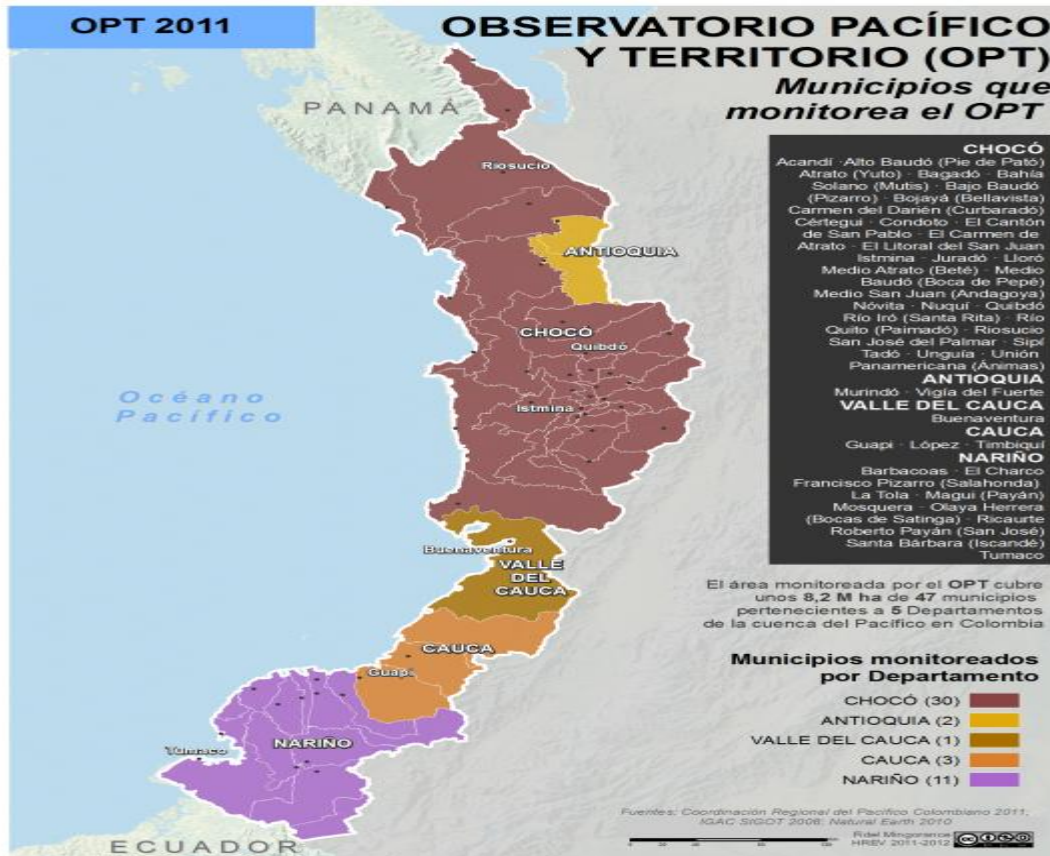 OPT 2011
OBSERVATORIO PACÍFICO
Y TERRITORIO (OPT)
Municipios que
monitorea el OPT
PANAMÁ
Riosucio
ANTIOQUIA
CHOCÓ
Quibdó
Istmina
Océano
Pacífico
Buenaventura
VALLE
DEL
CAUCA
CAUCA
Guapi
NARIÑO
Tumaco
ECUADOR
CHOCÓ
Acandí · Alto Baudó (Pie de Pató)
Atrato (Yuto) · Bagadó · Bahía
Solano (Mutis) · Bajo Baudó
(Pizarro) · Bojayá (Bellavista)
Carmen del Darién (Curbaradó)
Cértegui · Condoto · El Cantón
de San Pablo · El Carmen de
Atrato · El Litoral del San Juan
Istmina · Juradó · Lloró
Medio Atrato (Beté) · Medio
Baudó (Boca de Pepé)
Medio San Juan (Andagoya)
Nóvita · Nuquí · Quibdó
Río Iró (Santa Rita) · Río
Quito (Paimadó) · Riosucio
San José del Palmar · Sipí
Tadó · Unguía · Unión
Panamericana (Ánimas)
ANTIOQUIA
Murindó · Vigía del Fuerte
VALLE DEL CAUCA
Buenaventura
CAUCA
Guapi · López · Timbiquí
NARIÑO
Barbacoas · El Charco
Francisco Pizarro (Salahonda)
La Tola · Magui (Payán)
Mosquera · Olaya Herrera
(Bocas de Satinga) · Ricaurte
Roberto Payán (San José)
Santa Bárbara (Iscandé)
Tumaco
El área monitoreada por el OPT cubre
unos 8,2 M ha de 47 municipios
pertenecientes a 5 Departamentos
de la cuenca del Pacífico en Colombia
Municipios monitoreados
por Departamento
CHOCÓ (30)
ANTIOQUIA (2)
VALLE DEL CAUCA (1)
CAUCA (3)
NARIÑO (11)
Fuentes: Coordinación Regional del Pacífico Colombiano 2011;
IGAC SIGOT 2008; Natural Earth 2010
Fidel Mingorance
HREV 2011-2012